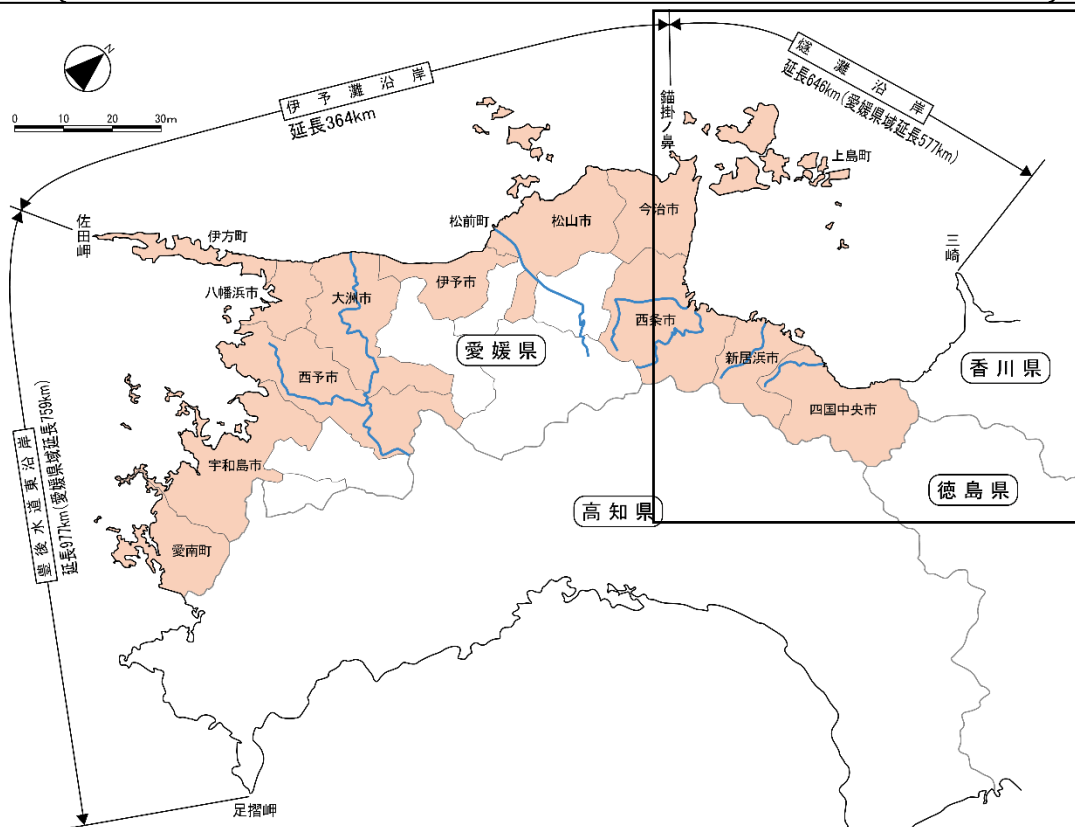 N
0 10 20 30m
伊予灘沿岸
延長364km
燧灘沿岸
延長646km(愛媛県域延長577km)
錨掛ノ鼻
上島町
佐田岬
伊方町
松前町
松山市
今治市
三崎
八幡浜市
大洲市
伊予市
西条市
愛媛県
新居浜市
香川県
西予市
四国中央市
豊後水道東沿岸
延長977km(愛媛県域延長759km)
宇和島市
徳島県
高知県
愛南町
足摺岬